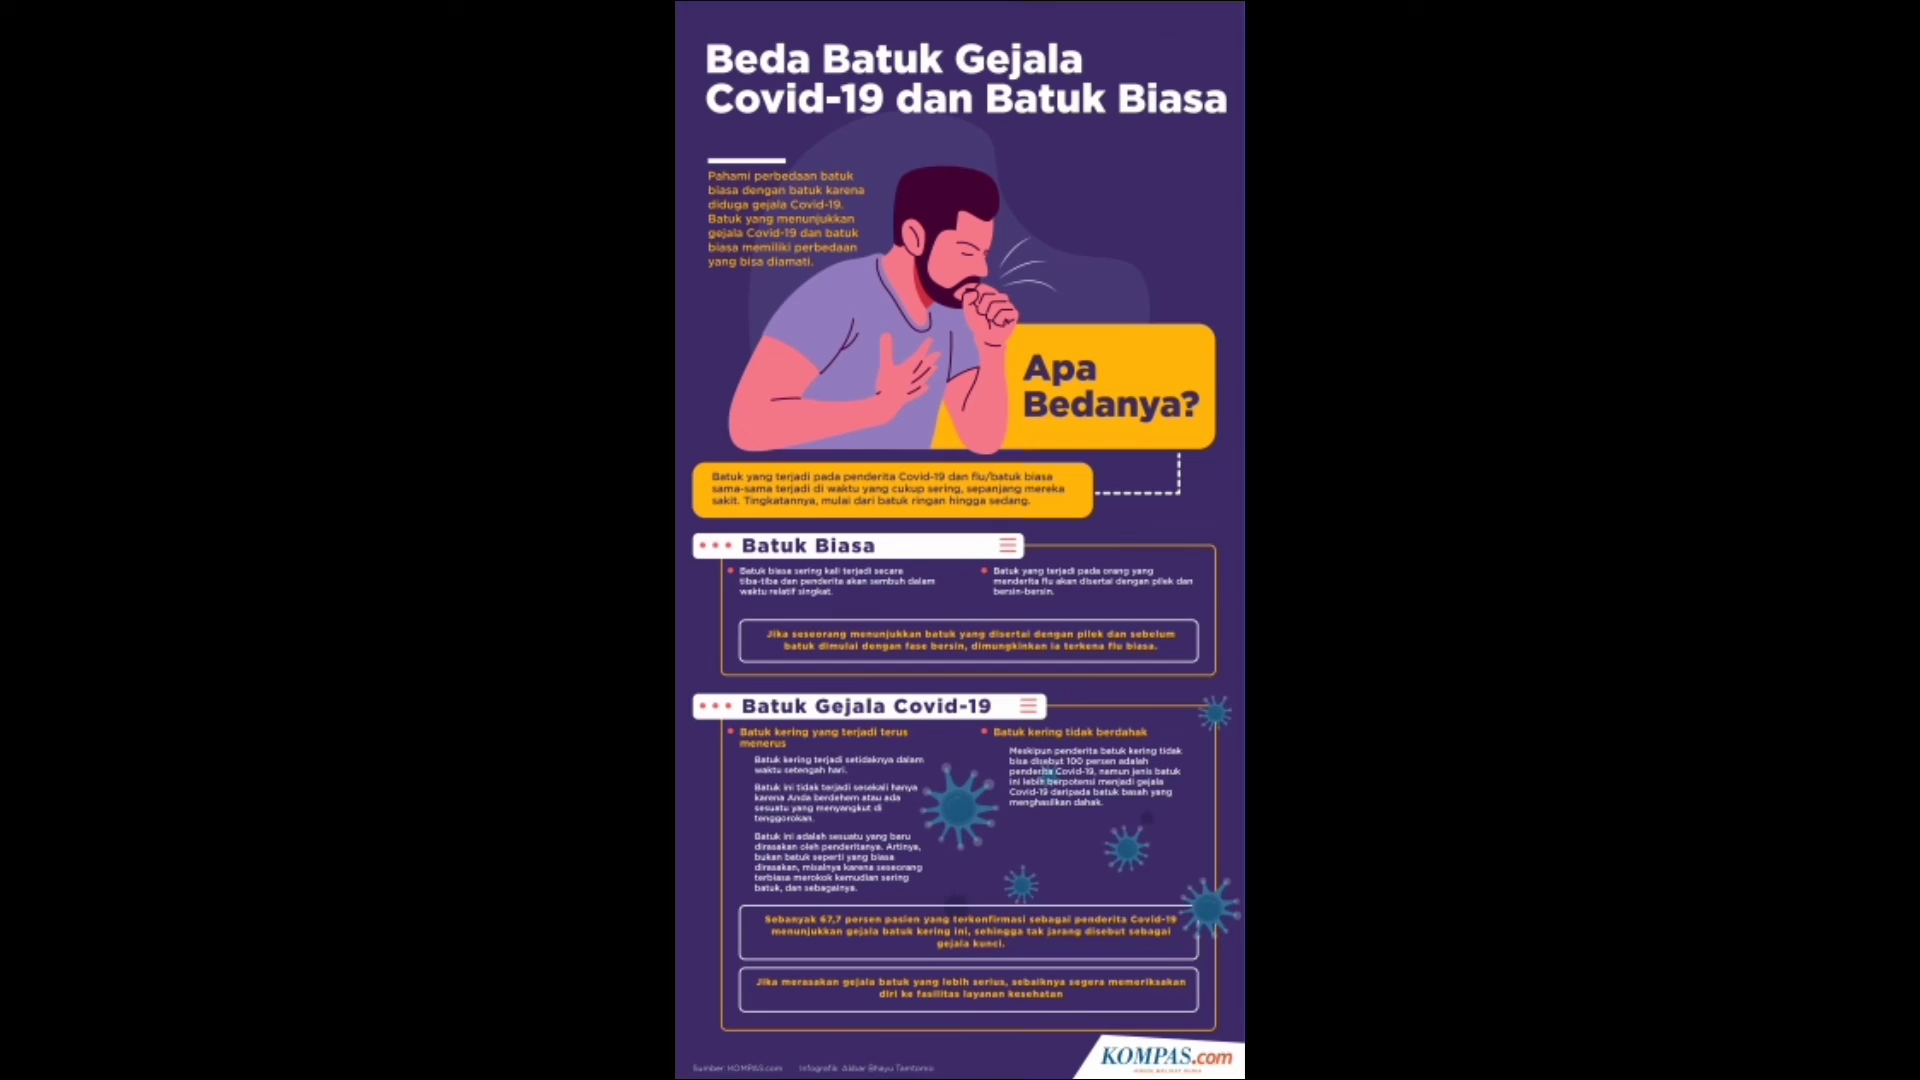 Beda Batuk Gejala
Covid-19 dan Batuk Biasa
Pahami perbedaan batuk
biasa dengan batuk karena
diduga gejala Covid-19.
Batuk yang menunjukkan
gejala Covid-19 dan batuk
biasa memiliki perbedaan
yang bisa diamati.
Apa
Bedanya?
Batuk yang terjadi pada penderita Covid-19 dan flu/batuk biasa
sama-sama terjadi di waktu yang cukup sering, sepanjang mereka
sakit. Tingkatannya, mulai dari batuk ringan hingga sedang.
Batuk Biasa
Batuk biasa sering kali terjadi secara
tiba-tiba dan penderita akan sembuh dalam
waktu relatif singkat.
Batuk yang terjadi pada orang yang
menderita flu akan disertai dengan pilek dan
bersin-bersin.
Jika seseorang menunjukkan batuk yang disertai dengan pilek dan sebelum
batuk dimulai dengan fase bersin, dimungkinkan ia terkena flu biasa.
Batuk Gejala Covid-19
Batuk kering yang terjadi terus
menerus
Batuk kering terjadi setidaknya dalam
waktu setengah hari.
Batuk ini tidak terjadi sesekali hanya
karena Anda berdehem atau ada
sesuatu yang menyangkut di
tenggorokan.
Batuk ini adalah sesuatu yang baru
dirasakan oleh penderitanya. Artinya,
bukan batuk seperti yang biasa
dirasakan, misalnya karena seseorang
terbiasa merokok kemudian sering
batuk, dan sebagainya.
Batuk kering tidak berdahak
Meskipun penderita batuk kering tidak
bisa disebut 100 persen adalah
penderita Covid-19, namun jenis batuk
ini lebih berpotensi menjadi gejala
Covid-19 daripada batuk basah yang
menghasilkan dahak.
Sebanyak 67,7 persen pasien yang terkonfirmasi sebagai penderita Covid-19
menunjukkan gejala batuk kering ini, sehingga tak jarang disebut sebagai
gejala kunci.
Jika merasakan gejala batuk yang lebih serius, sebaiknya segera memeriksakan
diri ke fasilitas layanan kesehatan
Sumber KOMPAS.com Infografik: Akbar Bhayu Tamtomo
KOMPAS.com